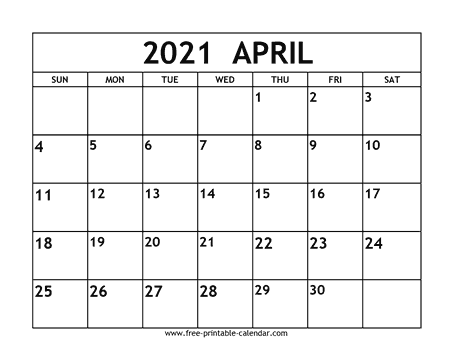 2021 APRIL
SUN MON TUE WED THU FRI SAT
1 2 3
4 5 6 7 8 9 10
11 12 13 14 15 16 17
18 19 20 21 22 23 24
25 26 27 28 29 30
www.free-printable-calendar.com